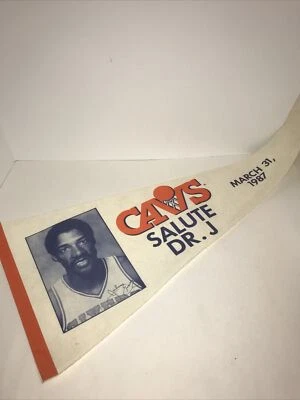 CAVS
SALUTE
DR. J
MARCH 31,
1987